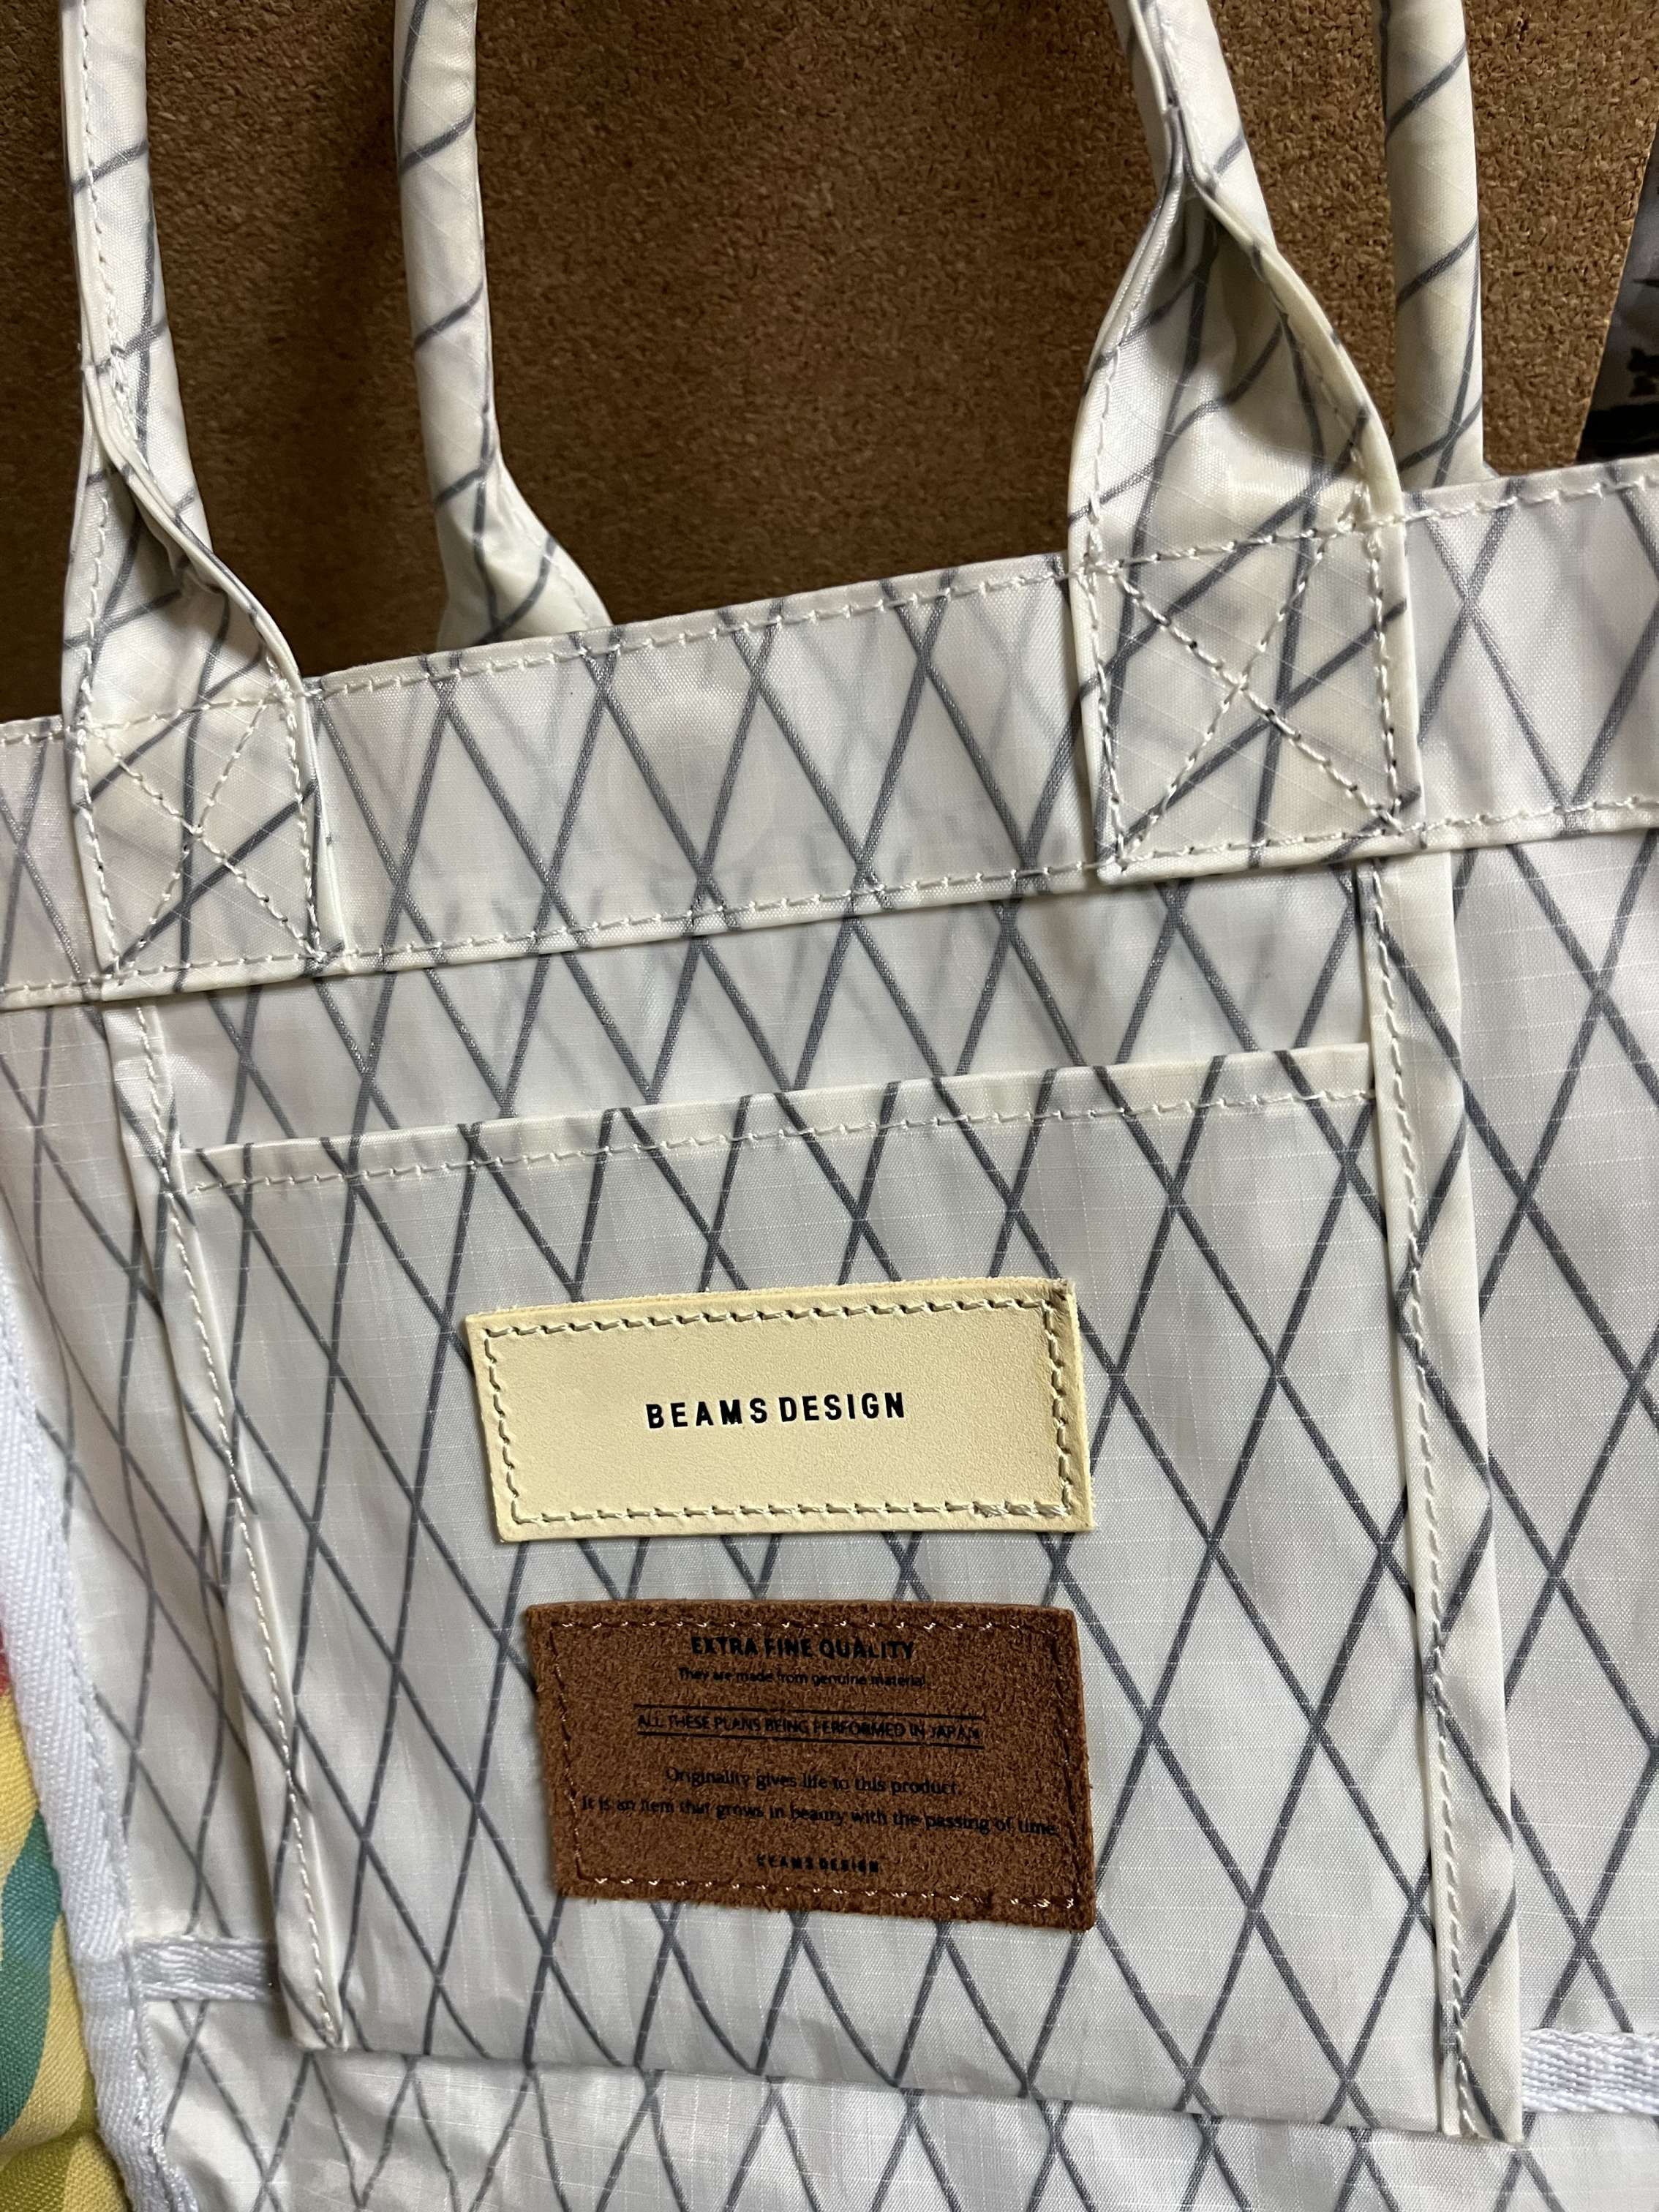 BEAMS DESIGN
EXTRA FINE QUALITY
They are made from genuine material.
ALL THESE PLANS BEING PERFORMED IN JAPAN
Originality gives life to this product.
It is an item that grows in beauty with the passing of time.
BEAMS DESIGN